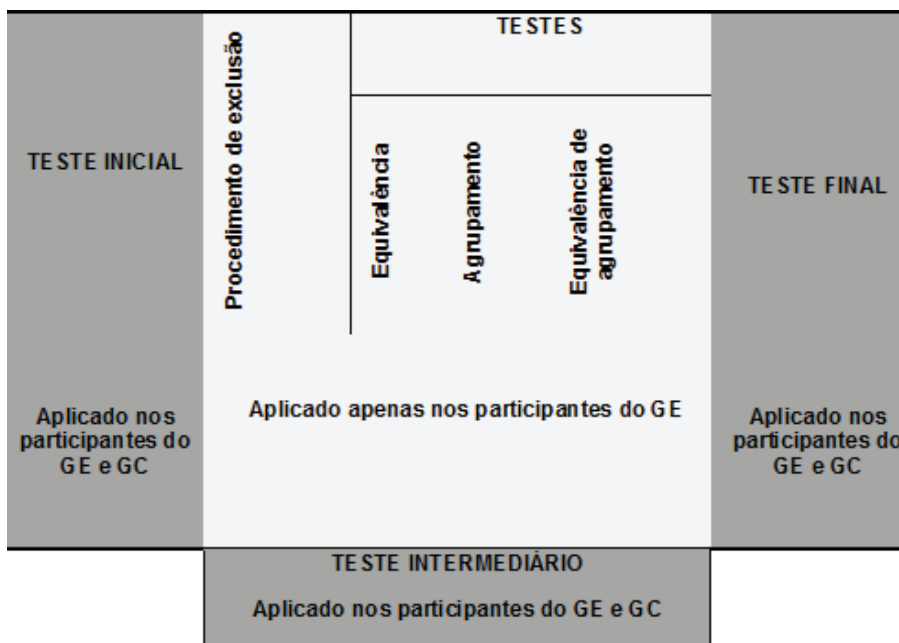 TESTE INICIAL
Aplicado nos
participantes do
GE e GC
Procedimento de exclusão
TESTES
Equivalência
Agrupamento
Equivalência de
agrupamento
Aplicado apenas nos participantes do GE
TESTE FINAL
Aplicado nos
participantes do
GE e GC
TESTE INTERMEDIÁRIO
Aplicado nos participantes do GE e GC